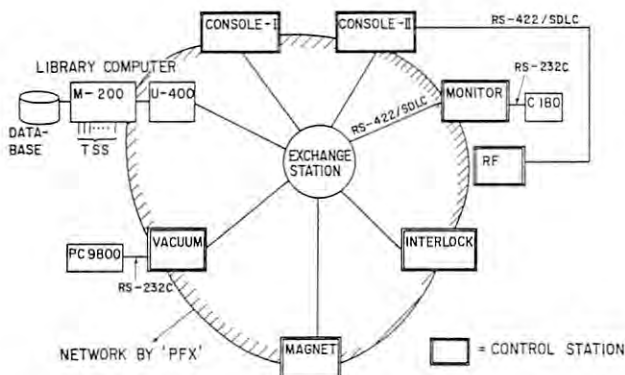 CONSOLE-I
CONSOLE-II
RS-422/SDLC
LIBRARY COMPUTER
M-200
U-400
RS-232C
MONITOR
C180
DATA-
BASE
TSS
RS-422/SDLC
EXCHANGE
STATION
RF
PC9800
VACUUM
INTERLOCK
RS-232C
NETWORK BY 'PFX'
MAGNET
= CONTROL STATION